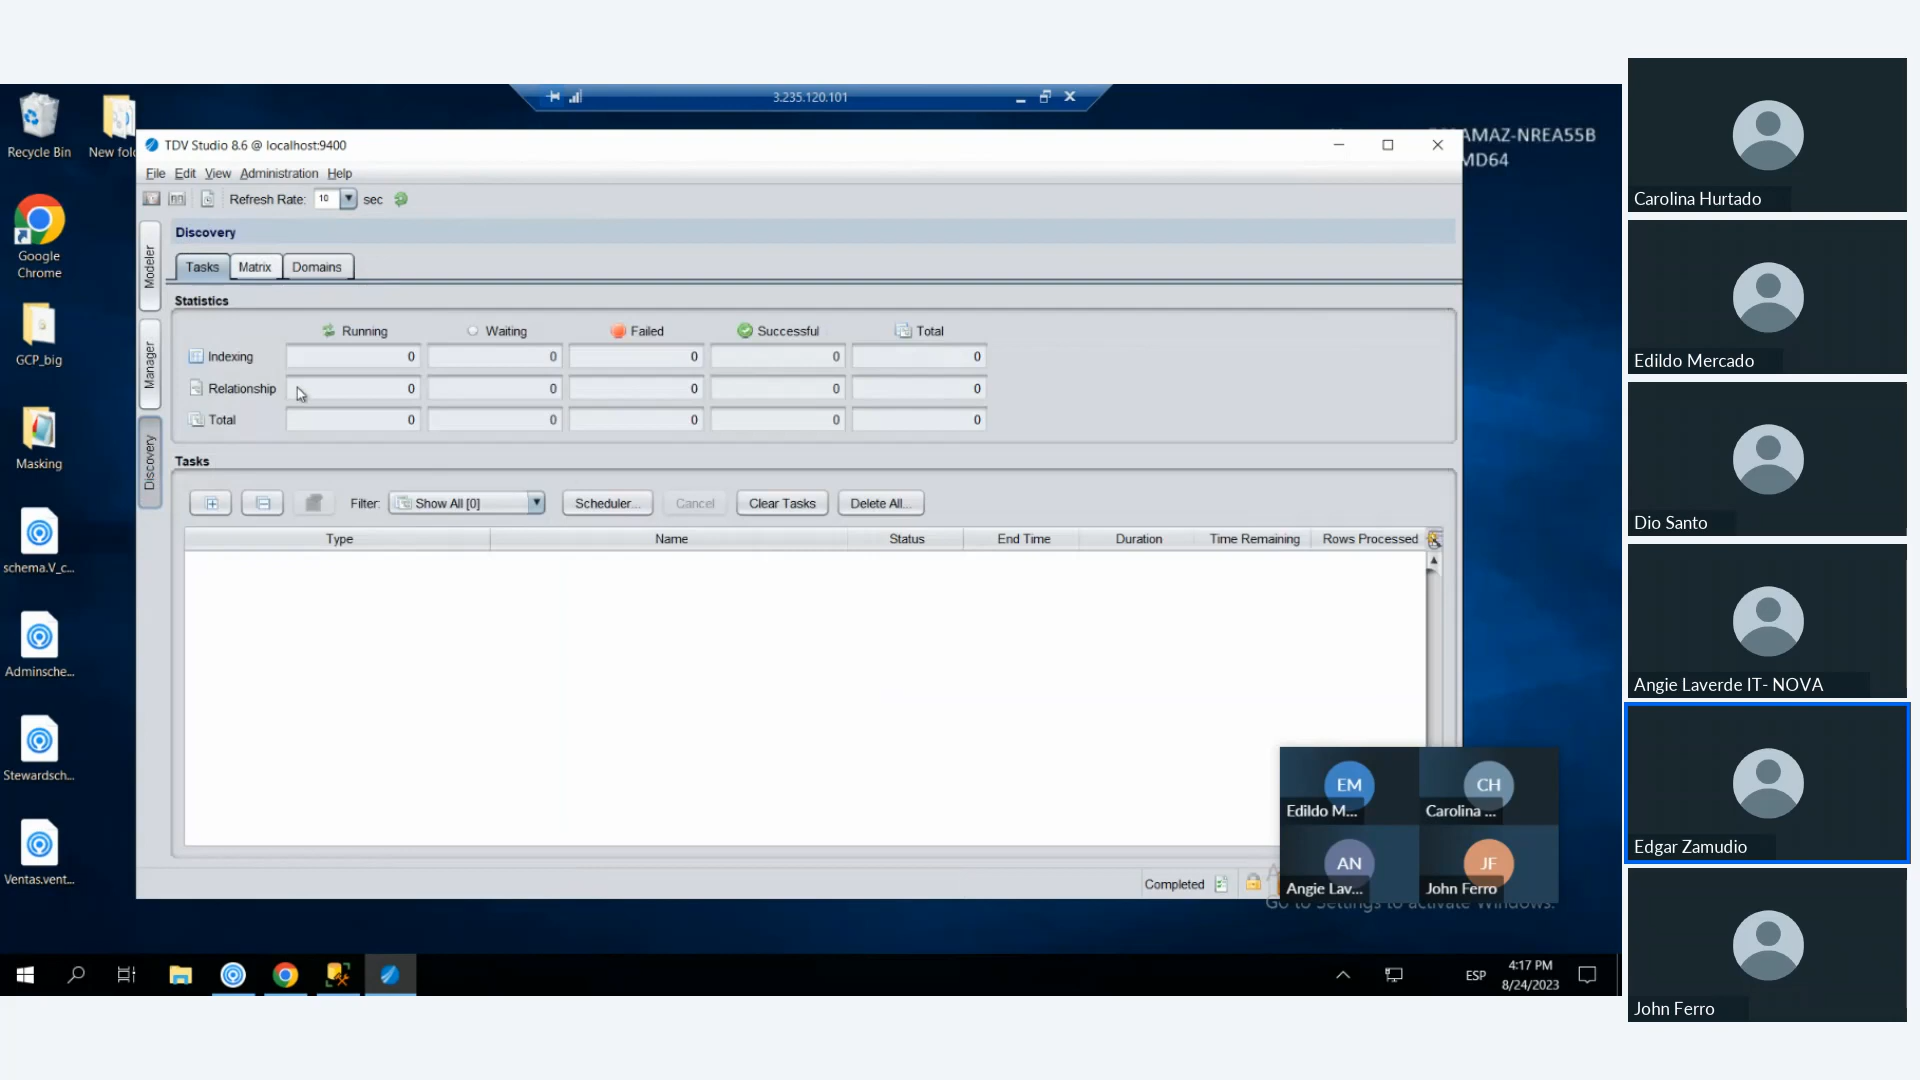 3.235.120.101
AMAZ-NREA55B
MD64
Recycle Bin
New fol
Google
Chrome
GCP_big
Masking
schema.V_c...
Adminsche...
Stewardsch...
Ventas.vent...
TDV Studio 8.6 @ localhost:9400
File Edit View Administration Help
Refresh Rate: 10 sec
Modeler
Manager
Discovery
Discovery
Tasks Matrix Domains
Statistics
Running Waiting Failed Successful Total
Indexing 0 0 0 0 0
Relationship 0 0 0 0 0
Total 0 0 0 0 0
Tasks
Filter: Show All [0] Scheduler... Cancel Clear Tasks Delete All...
Type Name Status End Time Duration Time Remaining Rows Processed
Completed
EM
Edildo M...
CH
Carolina ...
AN
Angie Lav...
JF
John Ferro
Go to Settings to activate Windows.
ESP
4:17 PM
8/24/2023
Carolina Hurtado
Edildo Mercado
Dio Santo
Angie Laverde IT- NOVA
Edgar Zamudio
John Ferro